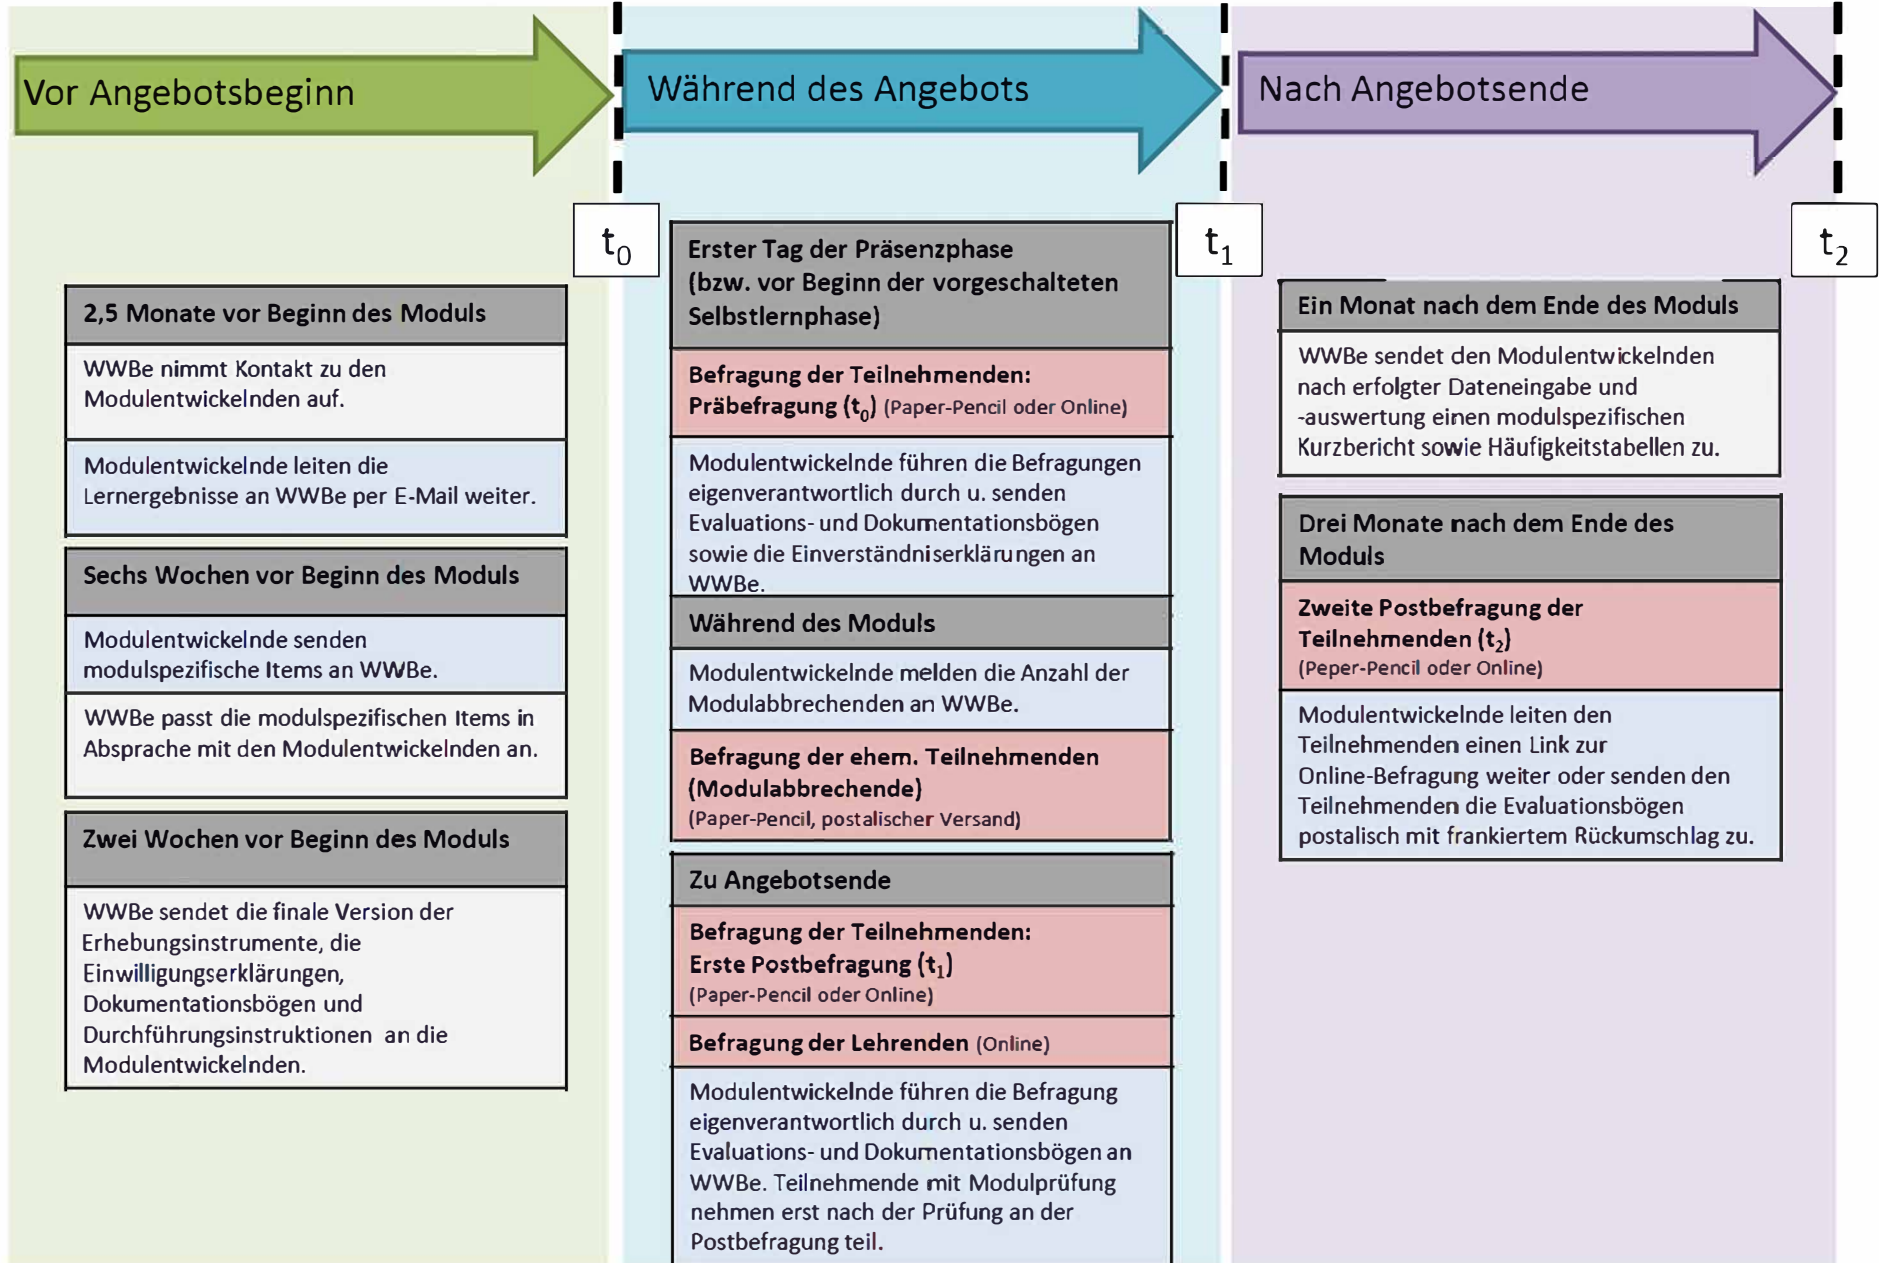 Vor Angebotsbeginn
Während des Angebots
Nach Angebotsende
t₀
t₁
t₂
2,5 Monate vor Beginn des Moduls
WWBe nimmt Kontakt zu den
Modulentwickelnden auf.
Modulentwickelnde leiten die
Lernergebnisse an WWBe per E-Mail weiter.
Sechs Wochen vor Beginn des Moduls
Modulentwickelnde senden
modulspezifische Items an WWBe.
WWBe passt die modulspezifischen Items in
Absprache mit den Modulentwickelnden an.
Zwei Wochen vor Beginn des Moduls
WWBe sendet die finale Version der
Erhebungsinstrumente, die
Einwilligungserklärungen,
Dokumentationsbögen und
Durchführungsinstruktionen an die
Modulentwickelnden.
Erster Tag der Präsenzphase
(bzw. vor Beginn der vorgeschalteten
Selbstlernphase)
Befragung der Teilnehmenden:
Präbefragung (t₀) (Paper-Pencil oder Online)
Modulentwickelnde führen die Befragungen
eigenverantwortlich durch u. senden
Evaluations- und Dokumentationsbögen
sowie die Einverständniserklärungen an
WWBe.
Während des Moduls
Modulentwickelnde melden die Anzahl der
Modulabbrechenden an WWBe.
Befragung der ehem. Teilnehmenden
(Modulabbrechende)
(Paper-Pencil, postalischer Versand)
Zu Angebotsende
Befragung der Teilnehmenden:
Erste Postbefragung (t₁)
(Paper-Pencil oder Online)
Befragung der Lehrenden (Online)
Modulentwickelnde führen die Befragung
eigenverantwortlich durch u. senden
Evaluations- und Dokumentationsbögen an
WWBe. Teilnehmende mit Modulprüfung
nehmen erst nach der Prüfung an der
Postbefragung teil.
Ein Monat nach dem Ende des Moduls
WWBe sendet den Modulentwickelnden
nach erfolgter Dateneingabe und
-auswertung einen modulspezifischen
Kurzbericht sowie Häufigkeitstabellen zu.
Drei Monate nach dem Ende des
Moduls
Zweite Postbefragung der
Teilnehmenden (t₂)
(Peper-Pencil oder Online)
Modulentwickelnde leiten den
Teilnehmenden einen Link zur
Online-Befragung weiter oder senden den
Teilnehmenden die Evaluationsbögen
postalisch mit frankiertem Rückumschlag zu.